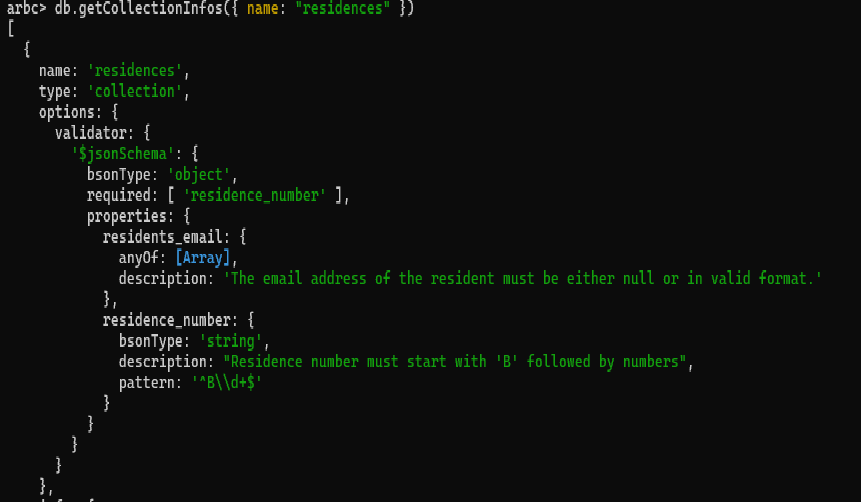 arbc> db.getCollectionInfos({ name: "residences" })
[
  {
    name: 'residences',
    type: 'collection',
    options: {
      validator: {
        '$jsonSchema': {
          bsonType: 'object',
          required: [ 'residence_number' ],
          properties: {
            residents_email: {
              anyOf: [Array],
              description: 'The email address of the resident must be either null or in valid format.'
            },
            residence_number: {
              bsonType: 'string',
              description: "Residence number must start with 'B' followed by numbers",
              pattern: '^B\\d+$'
            }
          }
        }
      }
    },